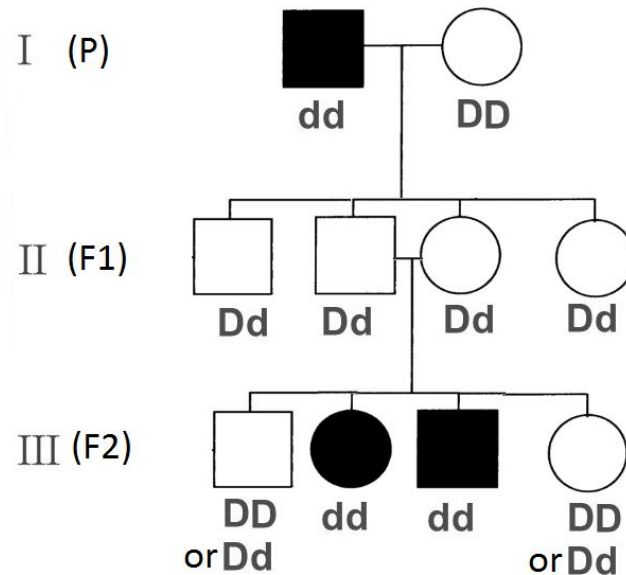 I (P)
dd DD
II (F1)
Dd Dd Dd Dd
III (F2)
DD dd dd DD
or Dd or Dd